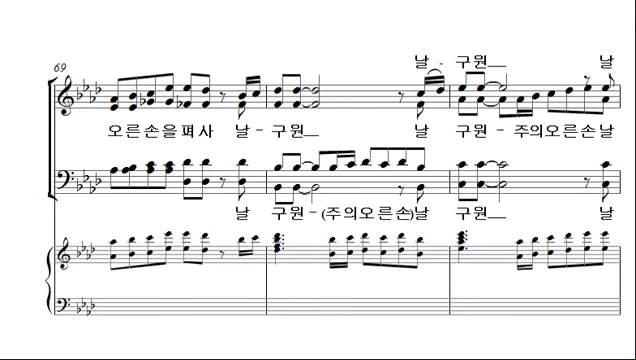 날 - 구원 날
69
오른손을펴사 날- 구원 날 구원 - 주의오른손날
날 구원-(주의오른손)날 구원 날